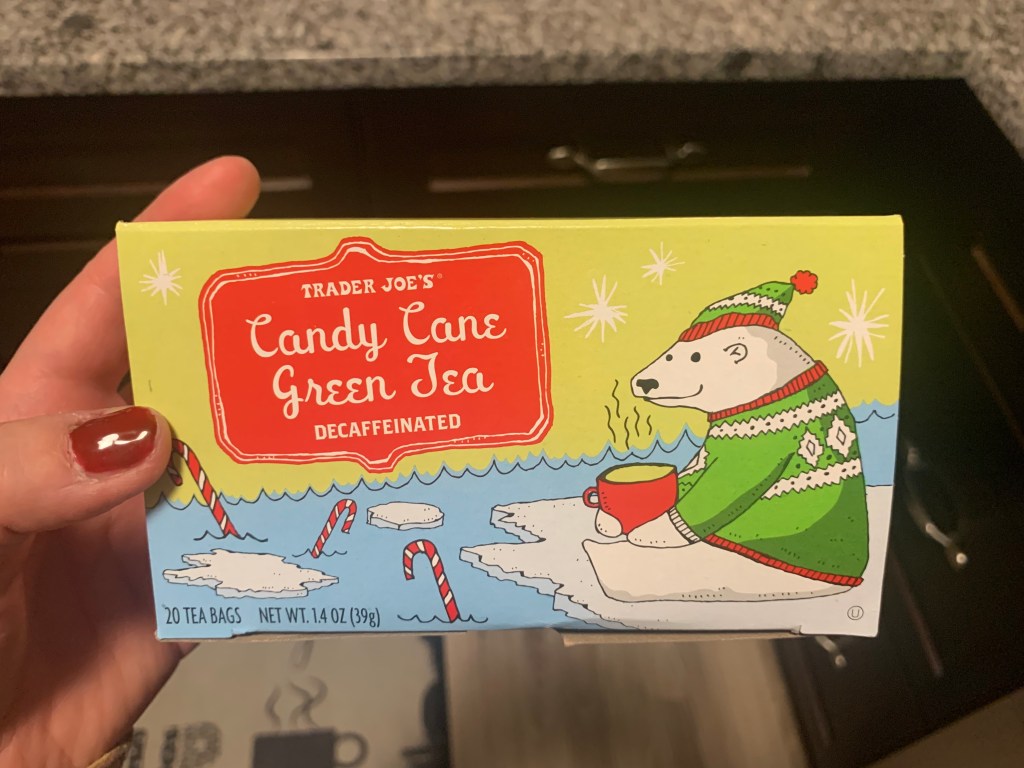 TRADER JOE'S®
Candy Cane
Green Tea
DECAFFEINATED
20 TEA BAGS NET WT. 1.4 OZ (39g)
U